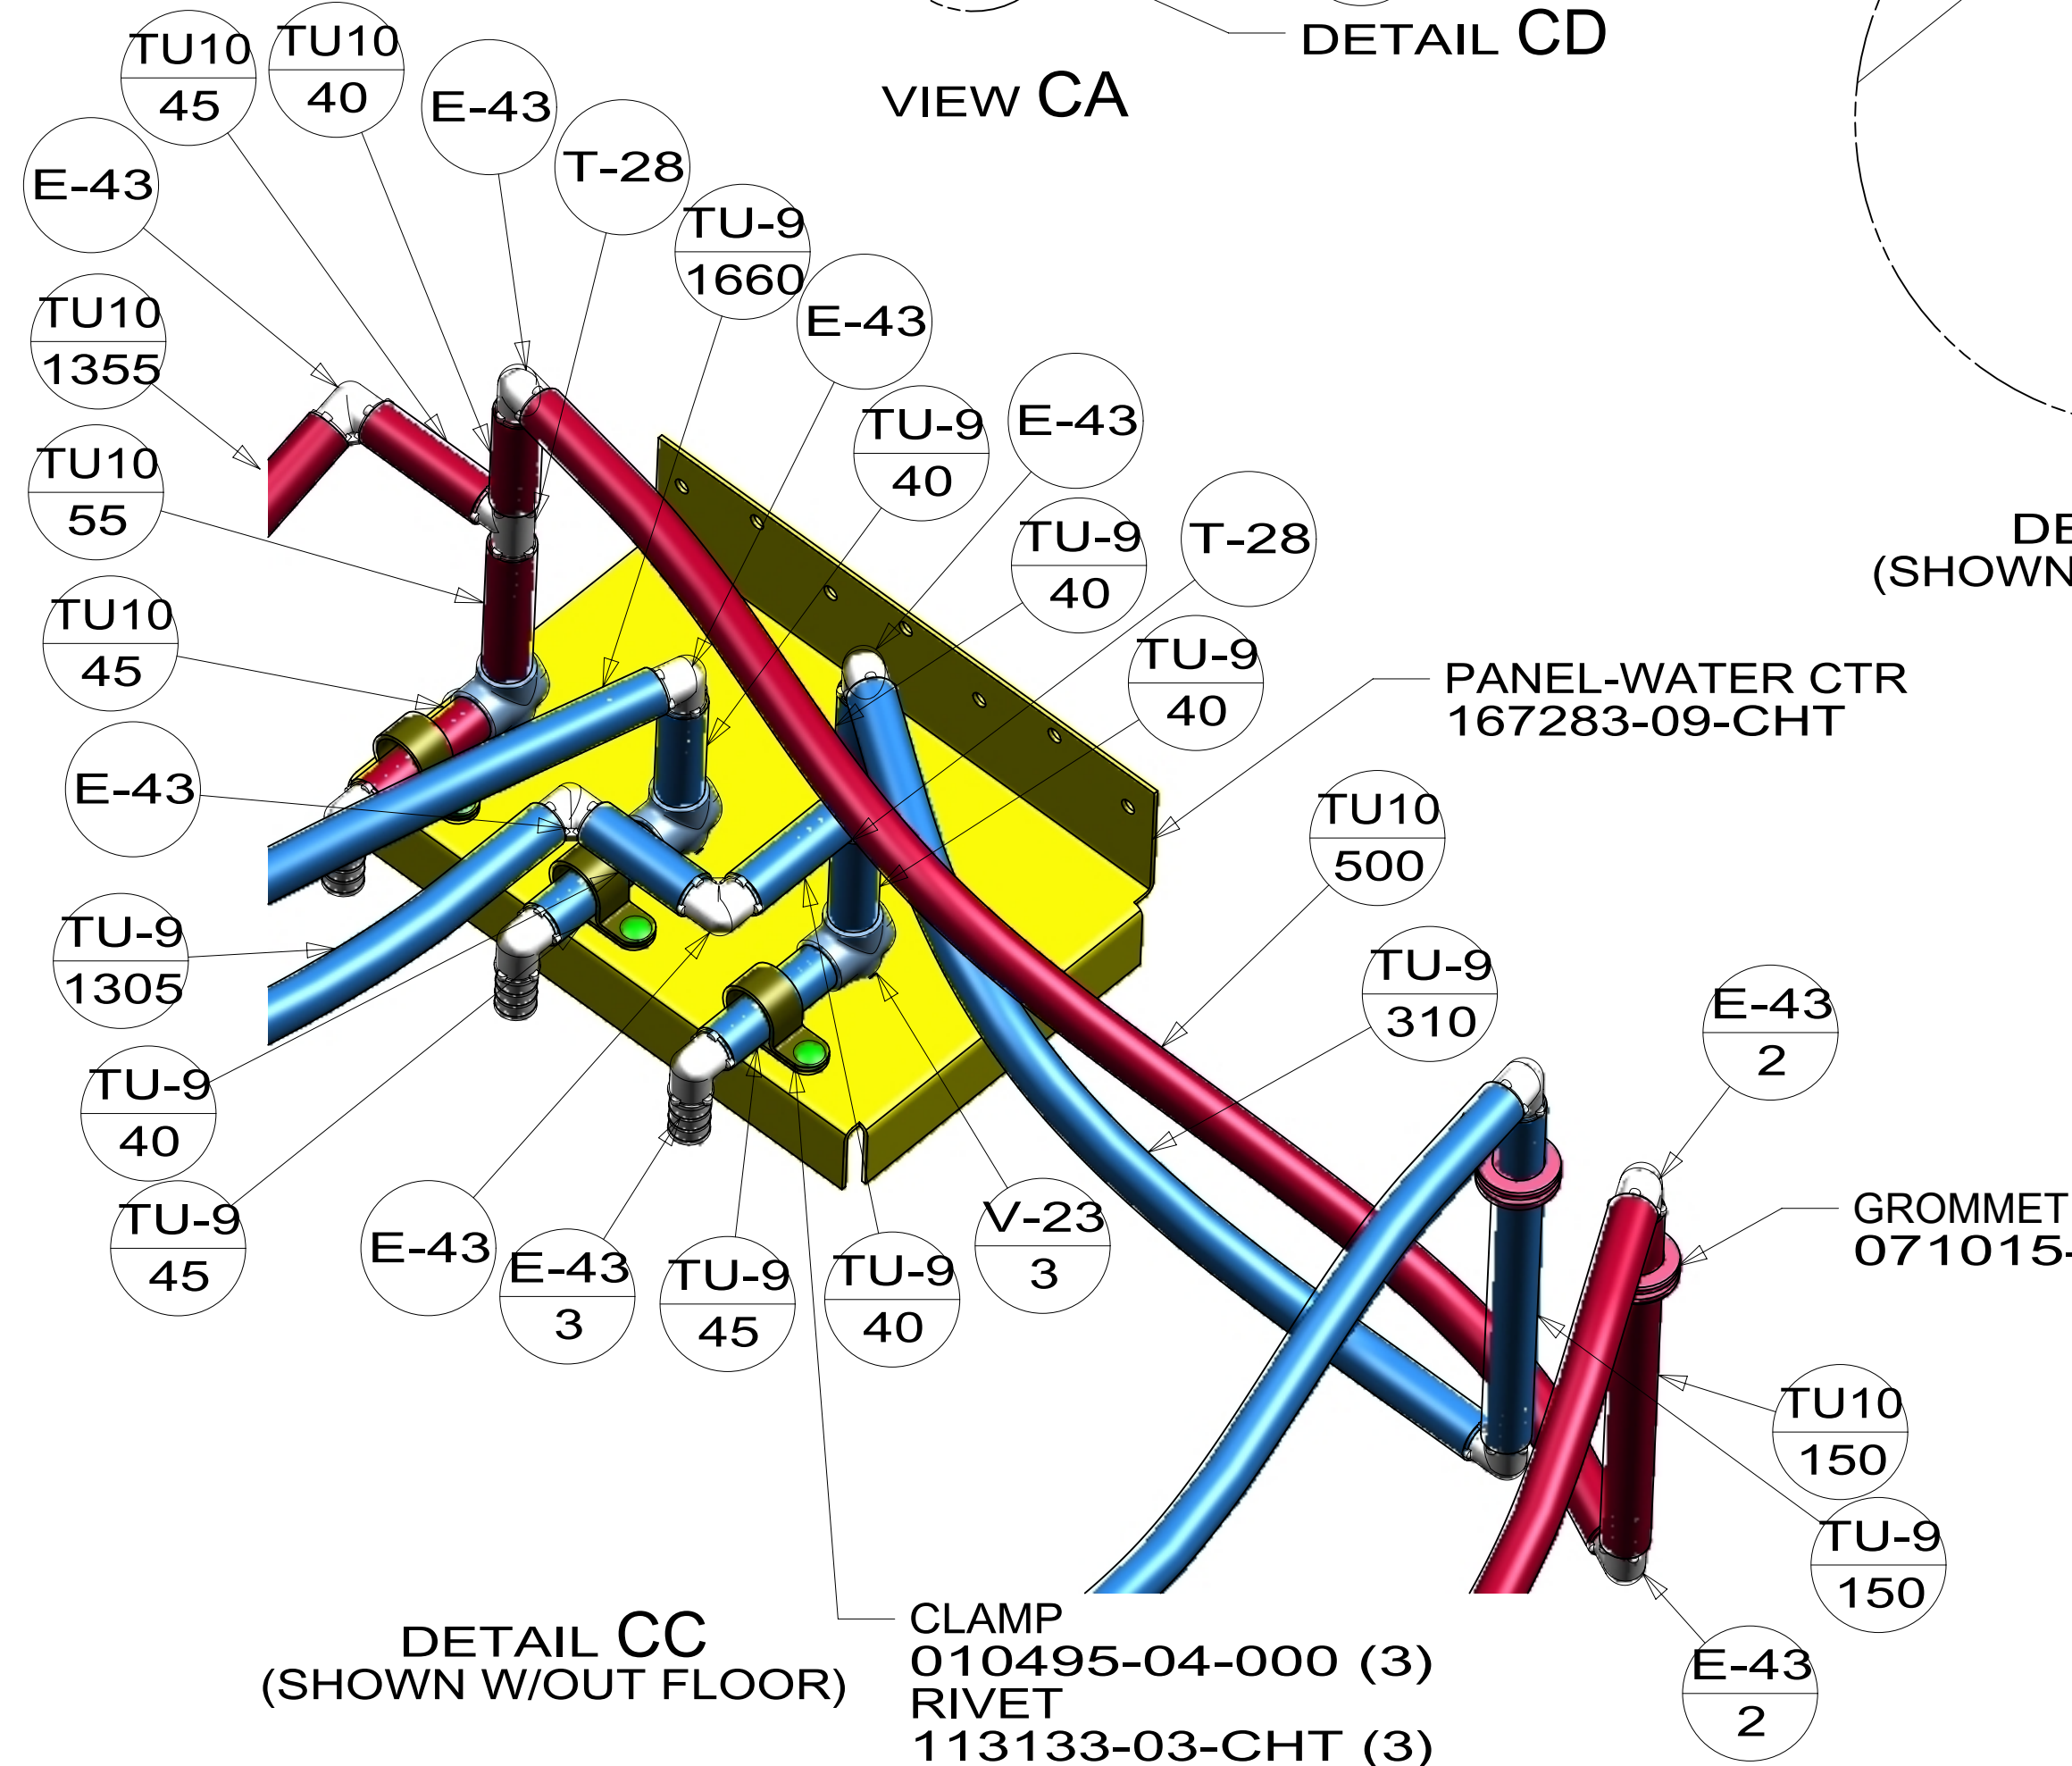 DETAIL CD
VIEW CA
TU10
45
TU10
40
E-43
T-28
E-43
TU-9
1660
E-43
TU10
1355
TU-9
40
E-43
TU10
55
TU-9
40
T-28
DE
(SHOWN
TU10
45
TU-9
40
PANEL-WATER CTR
167283-09-CHT
E-43
TU10
500
TU-9
1305
TU-9
310
E-43
2
TU-9
40
TU-9
45
E-43
E-43
3
TU-9
45
TU-9
40
V-23
3
GROMMET
071015-
TU10
150
TU-9
150
DETAIL CC
(SHOWN W/OUT FLOOR)
CLAMP
010495-04-000 (3)
RIVET
113133-03-CHT (3)
E-43
2